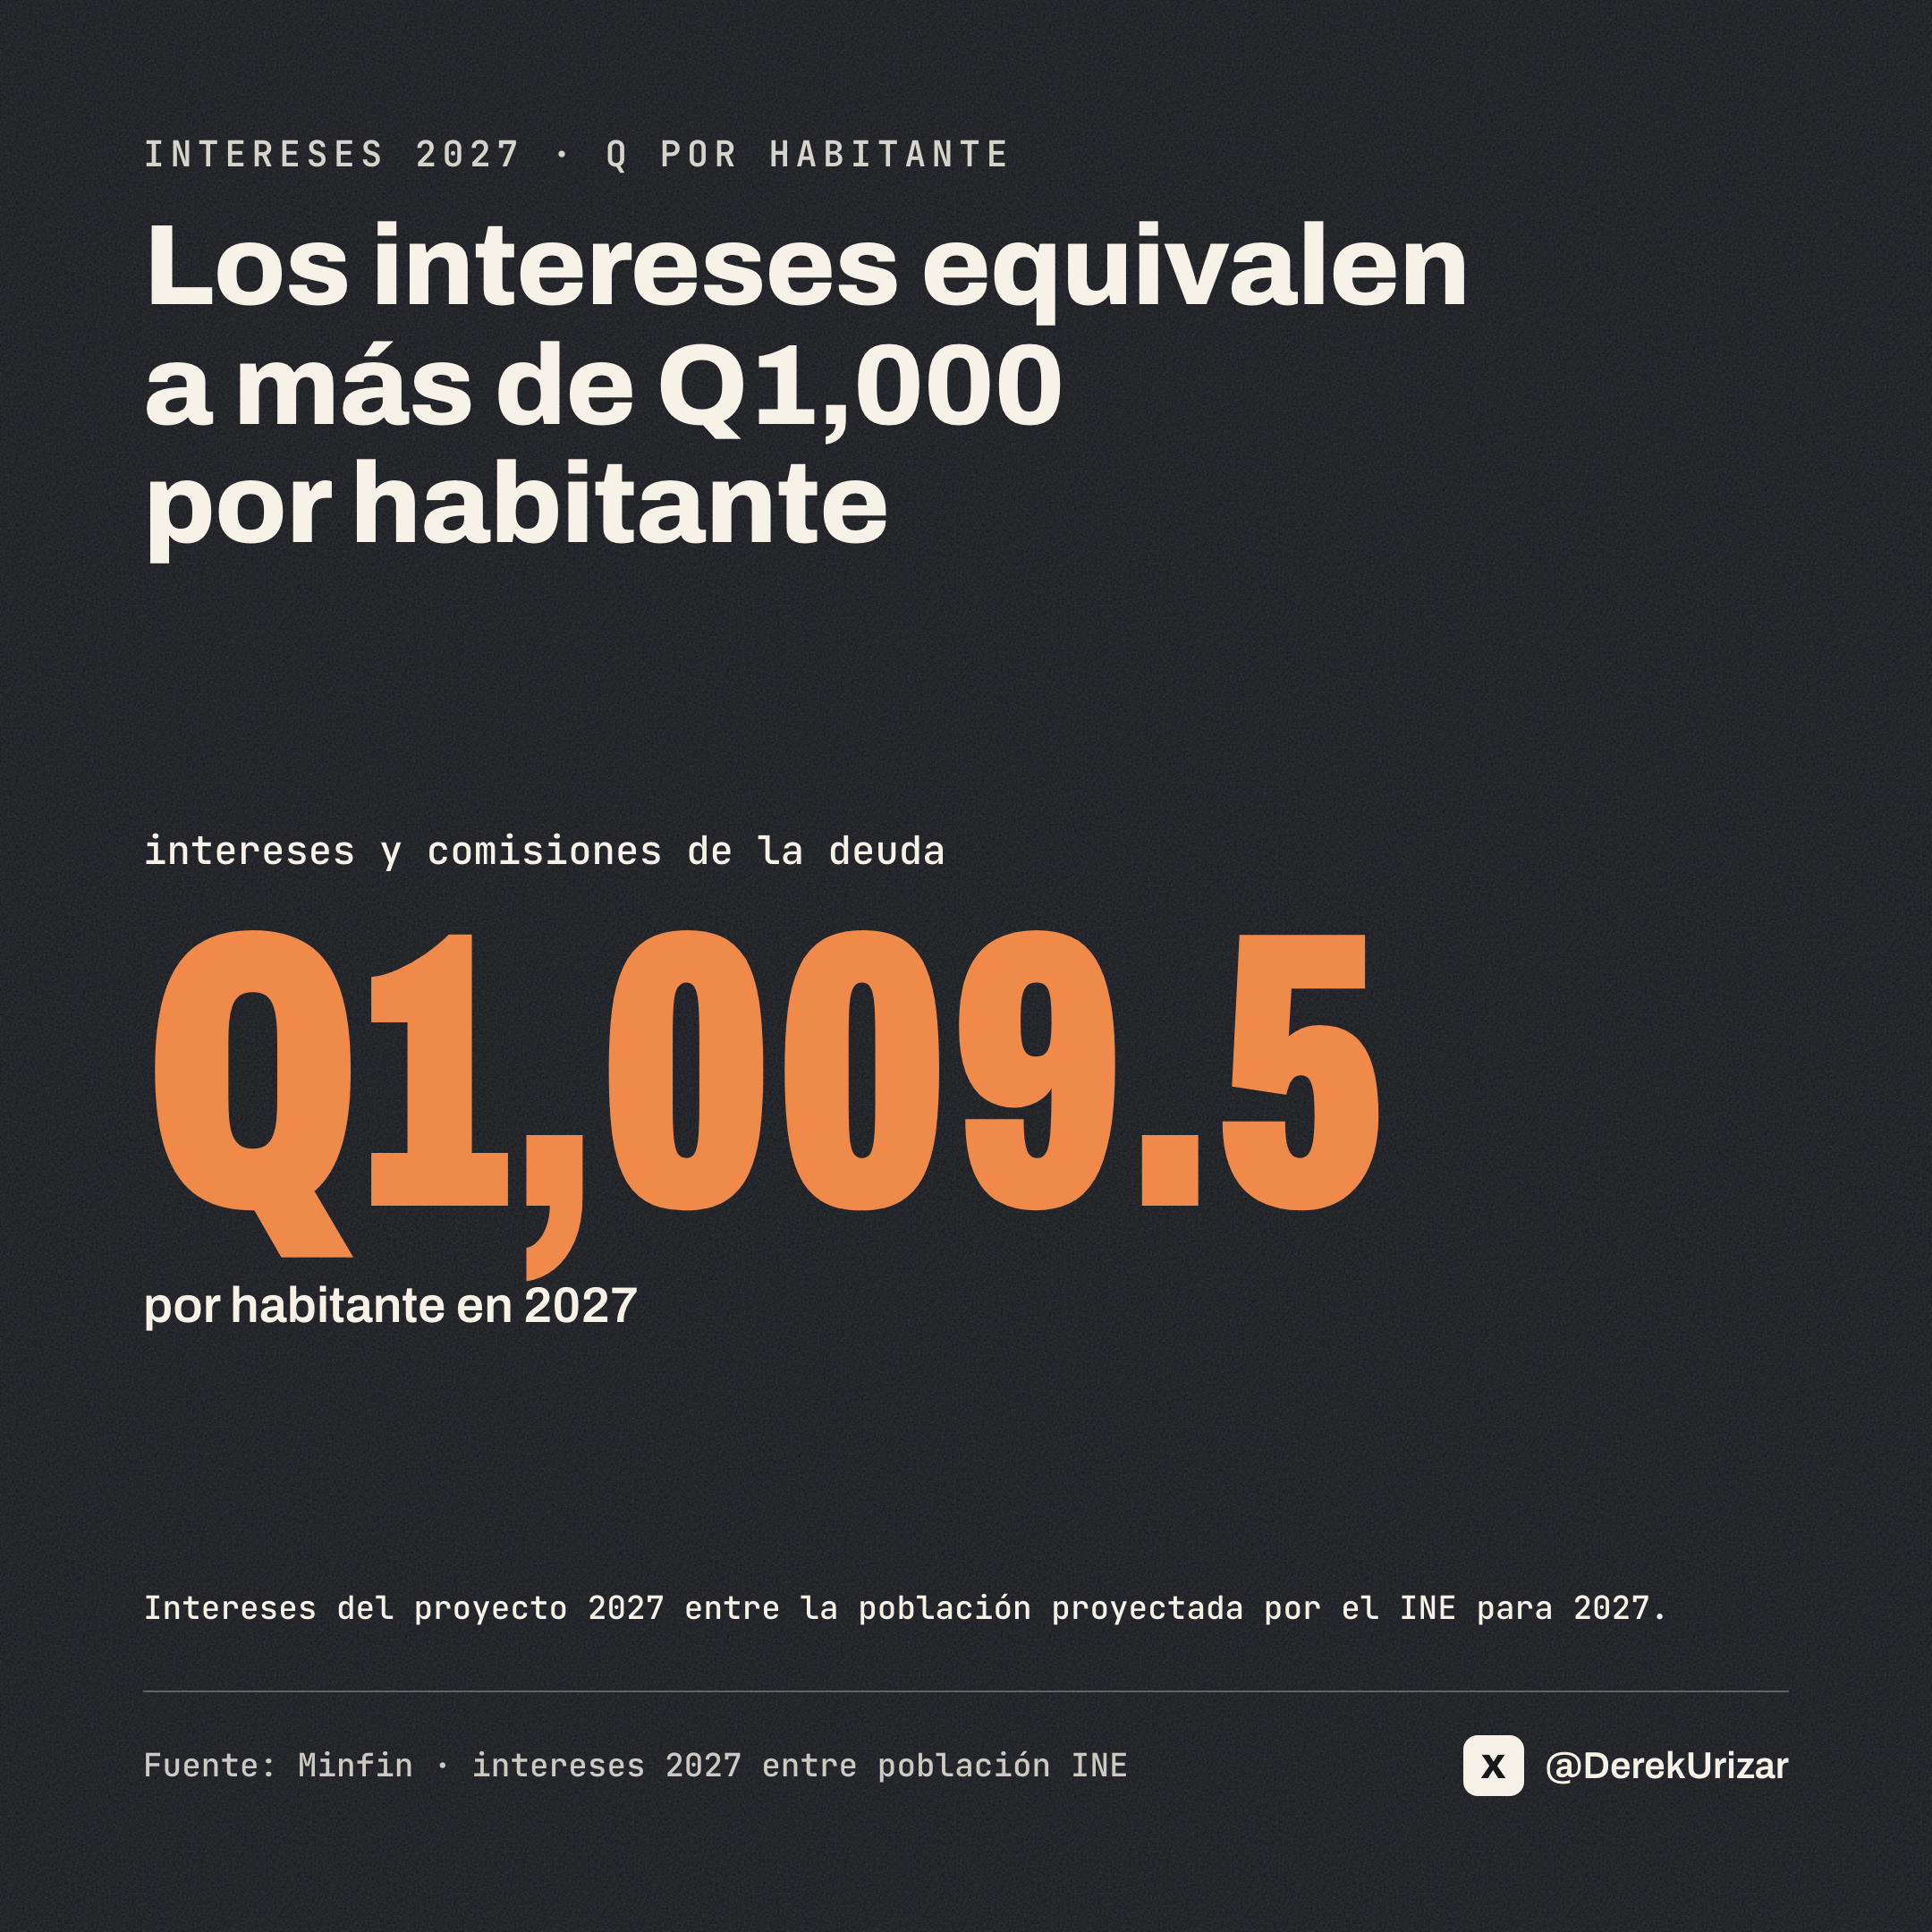 INTERESES 2027 · Q POR HABITANTE
Los intereses equivalen
a más de Q1,000
por habitante
intereses y comisiones de la deuda
Q1,009.5
por habitante en 2027
Intereses del proyecto 2027 entre la población proyectada por el INE para 2027.
Fuente: Minfin · intereses 2027 entre población INE
X @DerekUrizar